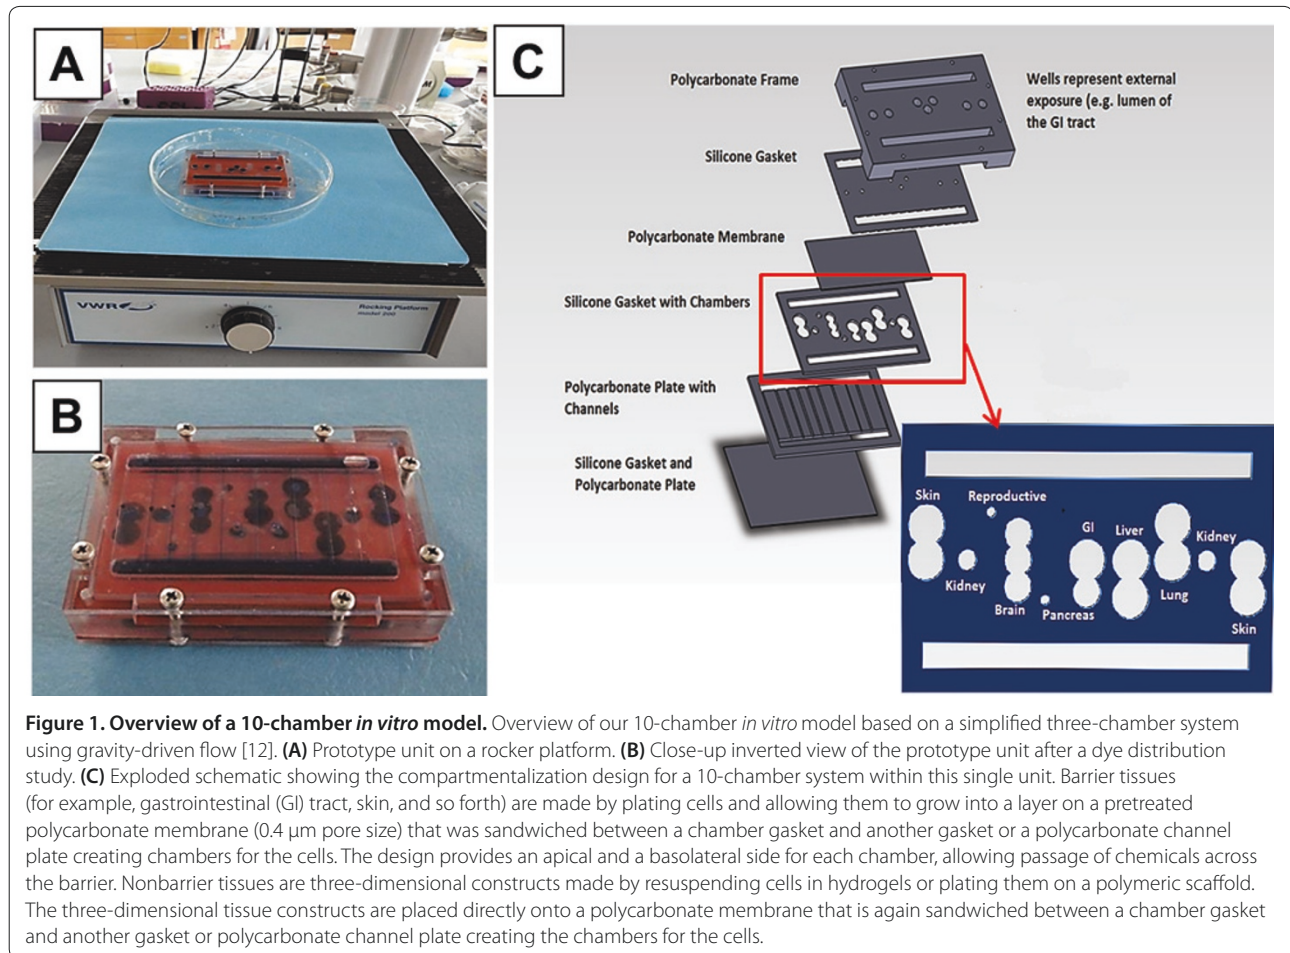 A
VWR
Rocking Platform
model 200
B
C
Polycarbonate Frame
Wells represent external
exposure (e.g. lumen of
the GI tract
Silicone Gasket
Polycarbonate Membrane
Silicone Gasket with Chambers
Polycarbonate Plate with
Channels
Silicone Gasket and
Polycarbonate Plate
Skin
Reproductive
GI
Liver
Kidney
Kidney
Brain
Pancreas
Lung
Skin
Figure 1. Overview of a 10-chamber in vitro model. Overview of our 10-chamber in vitro model based on a simplified three-chamber system
using gravity-driven flow [12]. (A) Prototype unit on a rocker platform. (B) Close-up inverted view of the prototype unit after a dye distribution
study. (C) Exploded schematic showing the compartmentalization design for a 10-chamber system within this single unit. Barrier tissues
(for example, gastrointestinal (GI) tract, skin, and so forth) are made by plating cells and allowing them to grow into a layer on a pretreated
polycarbonate membrane (0.4 μm pore size) that was sandwiched between a chamber gasket and another gasket or a polycarbonate channel
plate creating chambers for the cells. The design provides an apical and a basolateral side for each chamber, allowing passage of chemicals across
the barrier. Nonbarrier tissues are three-dimensional constructs made by resuspending cells in hydrogels or plating them on a polymeric scaffold.
The three-dimensional tissue constructs are placed directly onto a polycarbonate membrane that is again sandwiched between a chamber gasket
and another gasket or polycarbonate channel plate creating the chambers for the cells.